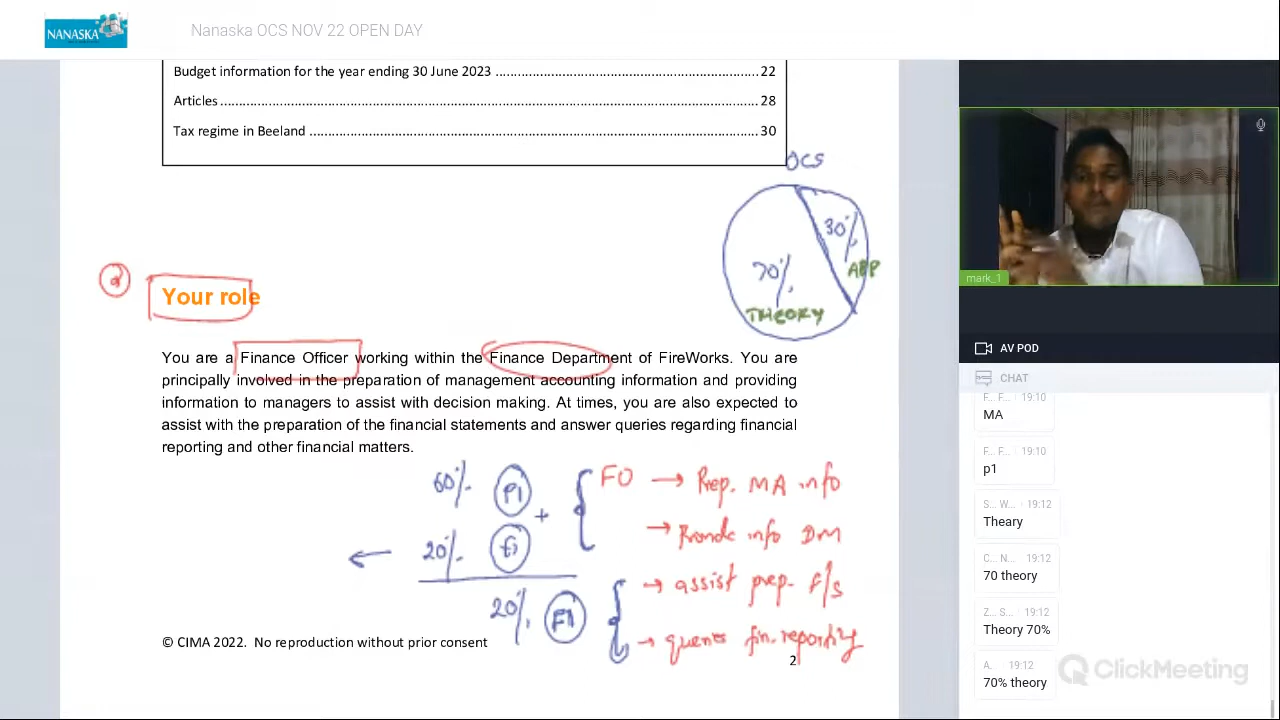 NANASKA
Nanaska OCS NOV 22 OPEN DAY
Budget information for the year ending 30 June 2023 ........ 22
Articles ........ 28
Tax regime in Beeland ........ 30
OCS
30%
APP
70%
THEORY
2
Your role
You are a Finance Officer working within the Finance Department of FireWorks. You are
principally involved in the preparation of management accounting information and providing
information to managers to assist with decision making. At times, you are also expected to
assist with the preparation of the financial statements and answer queries regarding financial
reporting and other financial matters.
60% P1 + FO → Prep. MA info
← 20% E1 → Provide info DM
20% F1 → assist prep. F/S
→ queries fin. reporting
© CIMA 2022. No reproduction without prior consent
2
mark_1
AV POD
CHAT
F... F... 19:10
MA
F... F... 19:10
p1
S... W... 19:12
Theary
C... N... 19:12
70 theory
Z... S... 19:12
Theory 70%
A... 19:12
70% theory
ClickMeeting